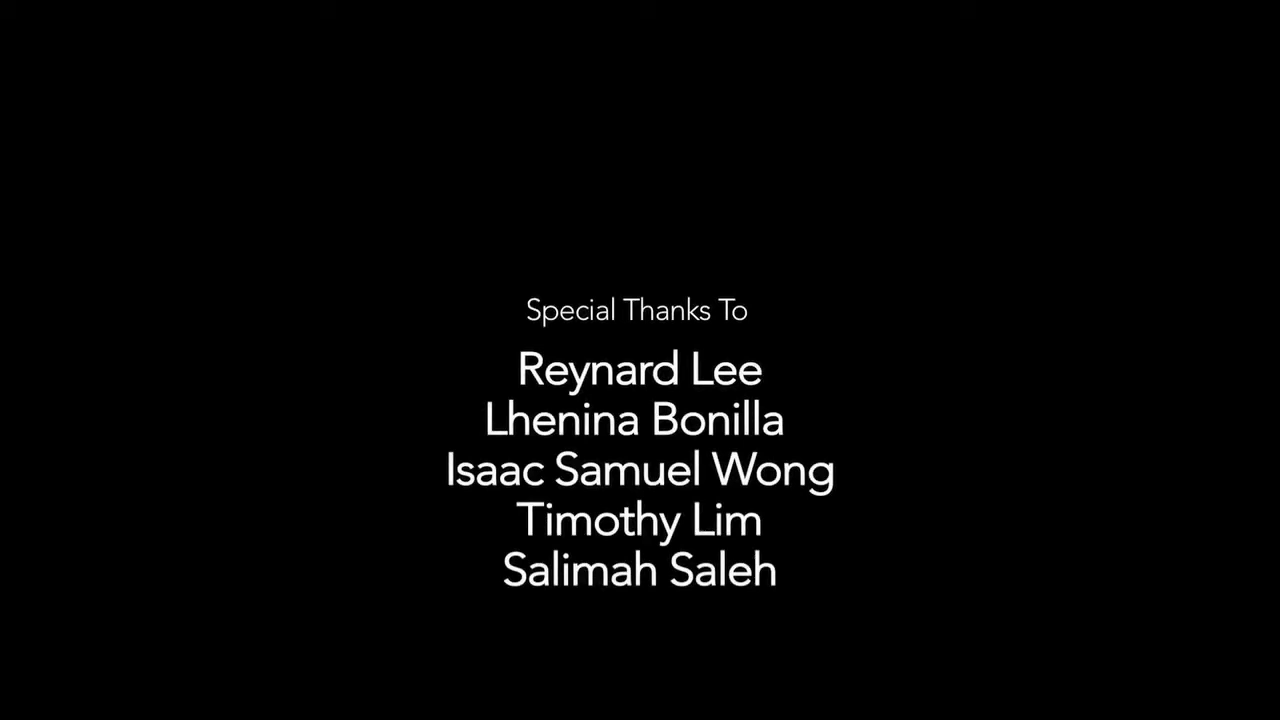 Special Thanks To
Reynard Lee
Lhenina Bonilla
Isaac Samuel Wong
Timothy Lim
Salimah Saleh